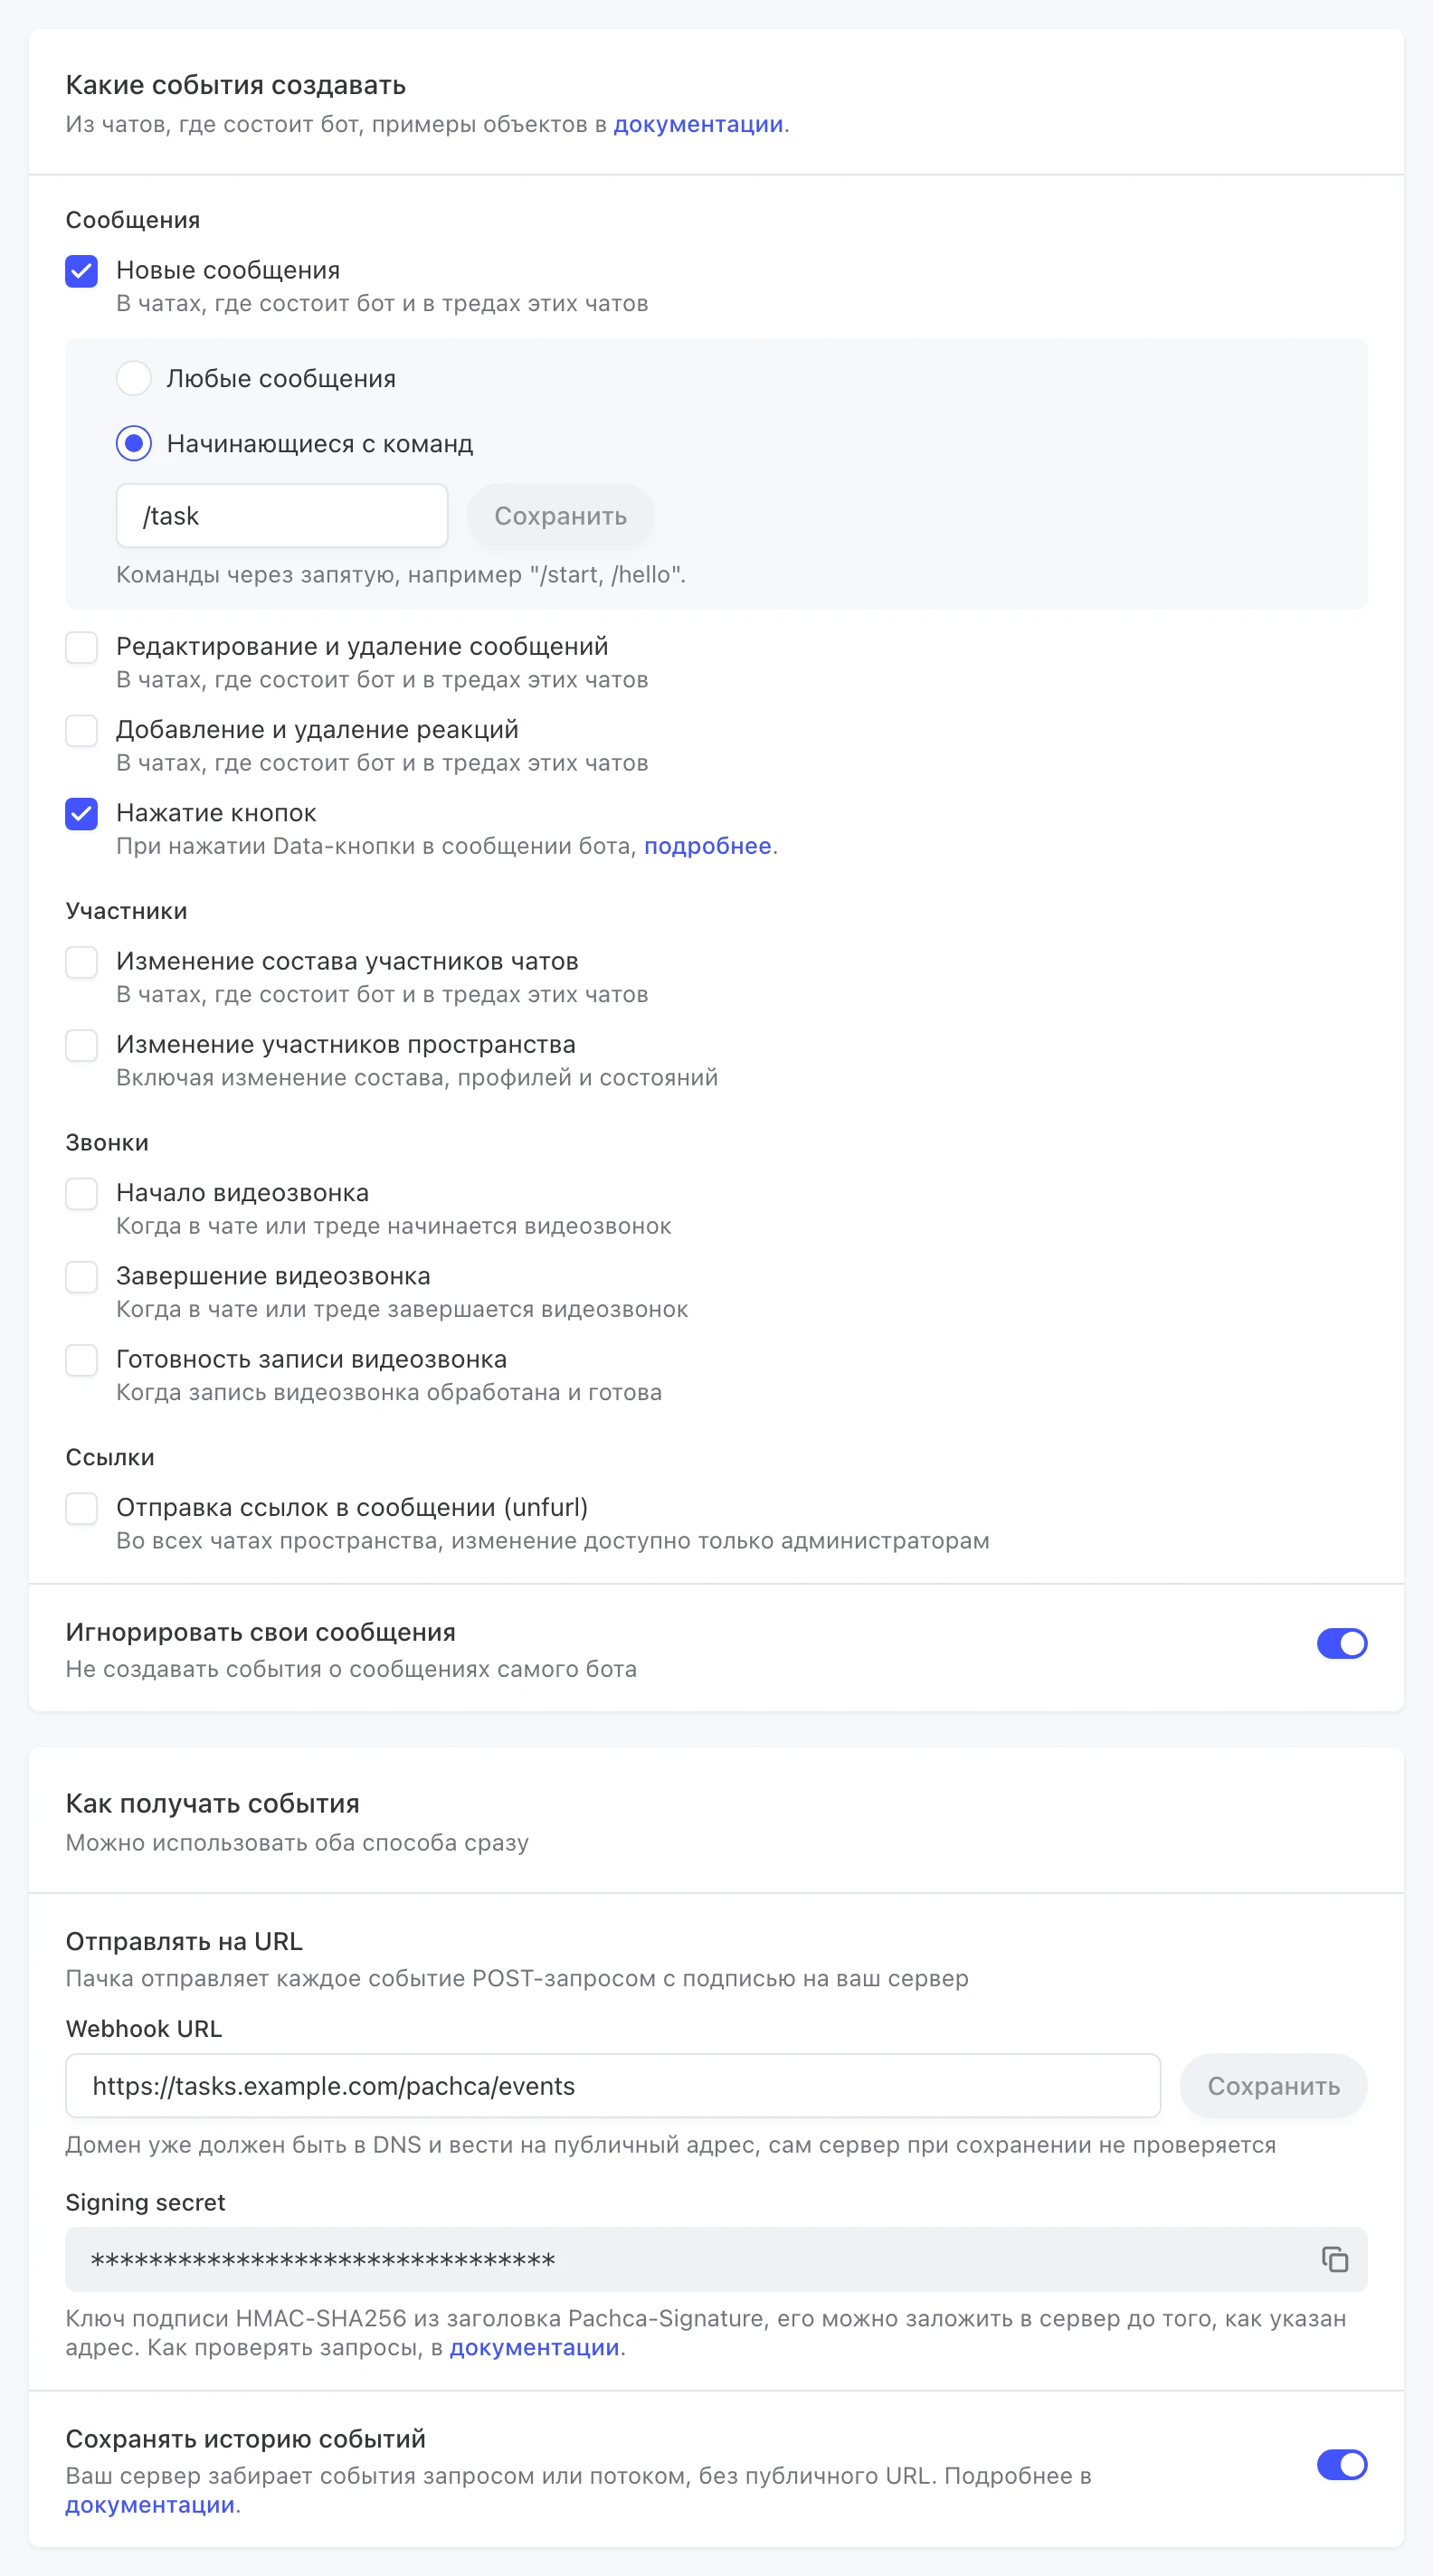 Какие события создавать
Из чатов, где состоит бот, примеры объектов в документации.
Сообщения
Новые сообщения
В чатах, где состоит бот и в тредах этих чатов
Любые сообщения
Начинающиеся с команд
/task
Сохранить
Команды через запятую, например "/start, /hello".
Редактирование и удаление сообщений
В чатах, где состоит бот и в тредах этих чатов
Добавление и удаление реакций
В чатах, где состоит бот и в тредах этих чатов
Нажатие кнопок
При нажатии Data-кнопки в сообщении бота, подробнее.
Участники
Изменение состава участников чатов
В чатах, где состоит бот и в тредах этих чатов
Изменение участников пространства
Включая изменение состава, профилей и состояний
Звонки
Начало видеозвонка
Когда в чате или треде начинается видеозвонок
Завершение видеозвонка
Когда в чате или треде завершается видеозвонок
Готовность записи видеозвонка
Когда запись видеозвонка обработана и готова
Ссылки
Отправка ссылок в сообщении (unfurl)
Во всех чатах пространства, изменение доступно только администраторам
Игнорировать свои сообщения
Не создавать события о сообщениях самого бота
Как получать события
Можно использовать оба способа сразу
Отправлять на URL
Пачка отправляет каждое событие POST-запросом с подписью на ваш сервер
Webhook URL
https://tasks.example.com/pachca/events
Сохранить
Домен уже должен быть в DNS и вести на публичный адрес, сам сервер при сохранении не проверяется
Signing secret
********************************
Ключ подписи HMAC-SHA256 из заголовка Pachca-Signature, его можно заложить в сервер до того, как указан
адрес. Как проверять запросы, в документации.
Сохранять историю событий
Ваш сервер забирает события запросом или потоком, без публичного URL. Подробнее в
документации.